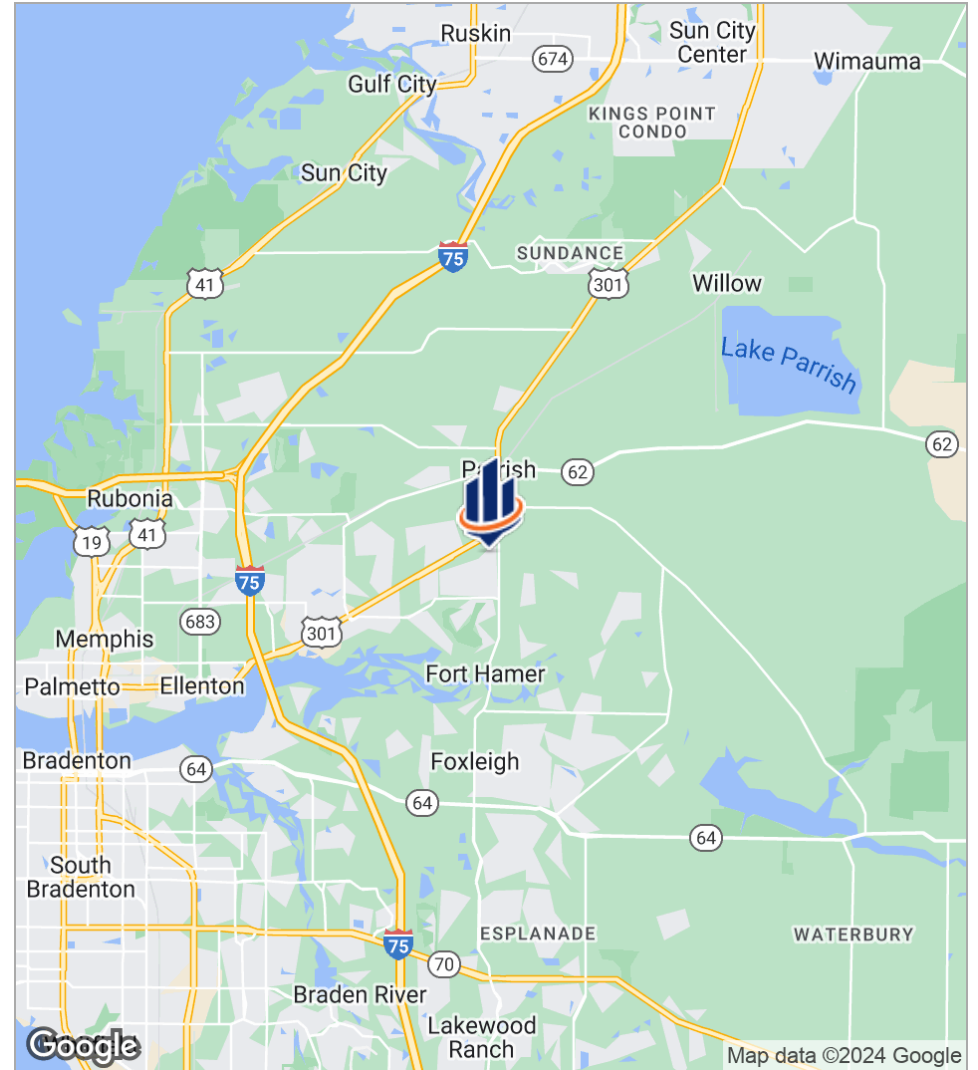 Ruskin
Sun City
Center
674
Wimauma
Gulf City
KINGS POINT
CONDO
Sun City
75
SUNDANCE
41
301
Willow
Lake Parrish
62
Parrish
62
Rubonia
19
41
75
683
301
Memphis
Fort Hamer
Palmetto
Ellenton
Bradenton
64
Foxleigh
64
64
South
Bradenton
ESPLANADE
WATERBURY
75
70
Braden River
Lakewood
Ranch
Google
Map data ©2024 Google